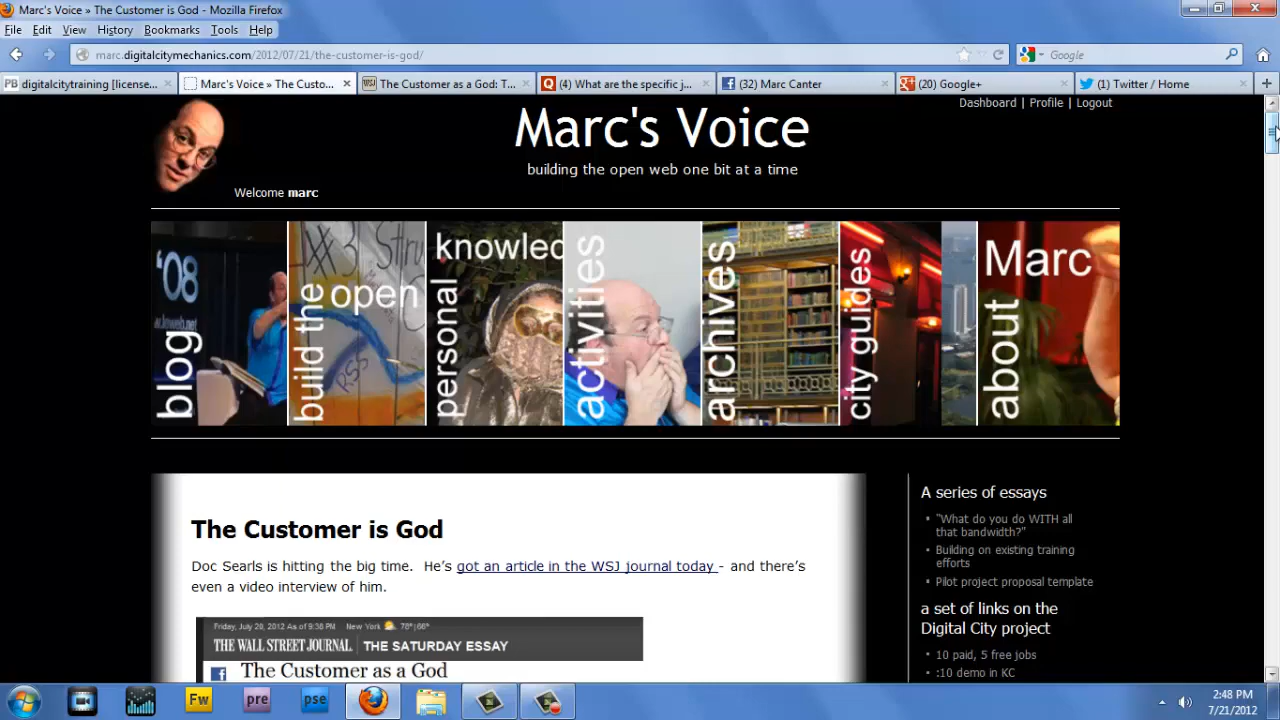 Marc's Voice » The Customer is God - Mozilla Firefox
File Edit View History Bookmarks Tools Help
marc.digitalcitymechanics.com/2012/07/21/the-customer-is-god/
Google
digitalcitytraining [license...
Marc's Voice » The Custo...
The Customer as a God: T...
(4) What are the specific j...
(32) Marc Canter
(20) Google+
(1) Twitter / Home
Dashboard | Profile | Logout
Marc's Voice
building the open web one bit at a time
Welcome marc
'08
blog
build the
open
RSS
personal
knowled
activities
archives
city guides
about
Marc
The Customer is God
Doc Searls is hitting the big time. He's got an article in the WSJ journal today - and there's
even a video interview of him.
Friday, July 20, 2012 As of 9:38 PM New York 78° | 66°
THE WALL STREET JOURNAL. THE SATURDAY ESSAY
The Customer as a God
A series of essays
"What do you do WITH all
that bandwidth?"
Building on existing training
efforts
Pilot project proposal template
a set of links on the
Digital City project
10 paid, 5 free jobs
:10 demo in KC
Fw
pre
pse
2:48 PM
7/21/2012